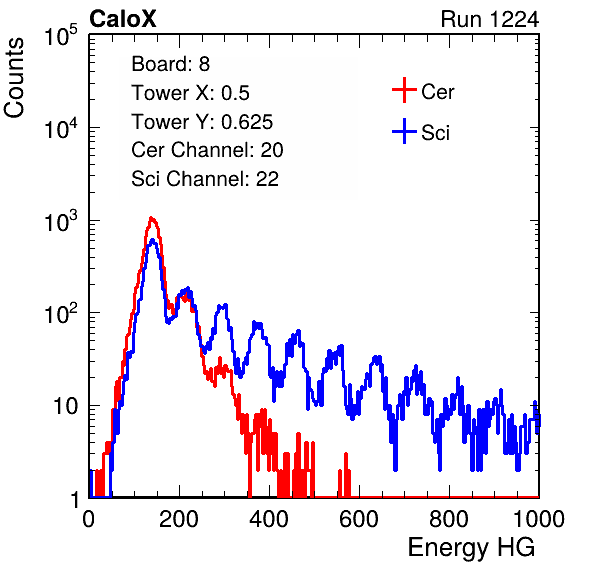 CaloX Run 1224
Counts
10^5
10^4
10^3
10^2
10
1
Board: 8
Tower X: 0.5
Tower Y: 0.625
Cer Channel: 20
Sci Channel: 22
Cer
Sci
0 200 400 600 800 1000
Energy HG